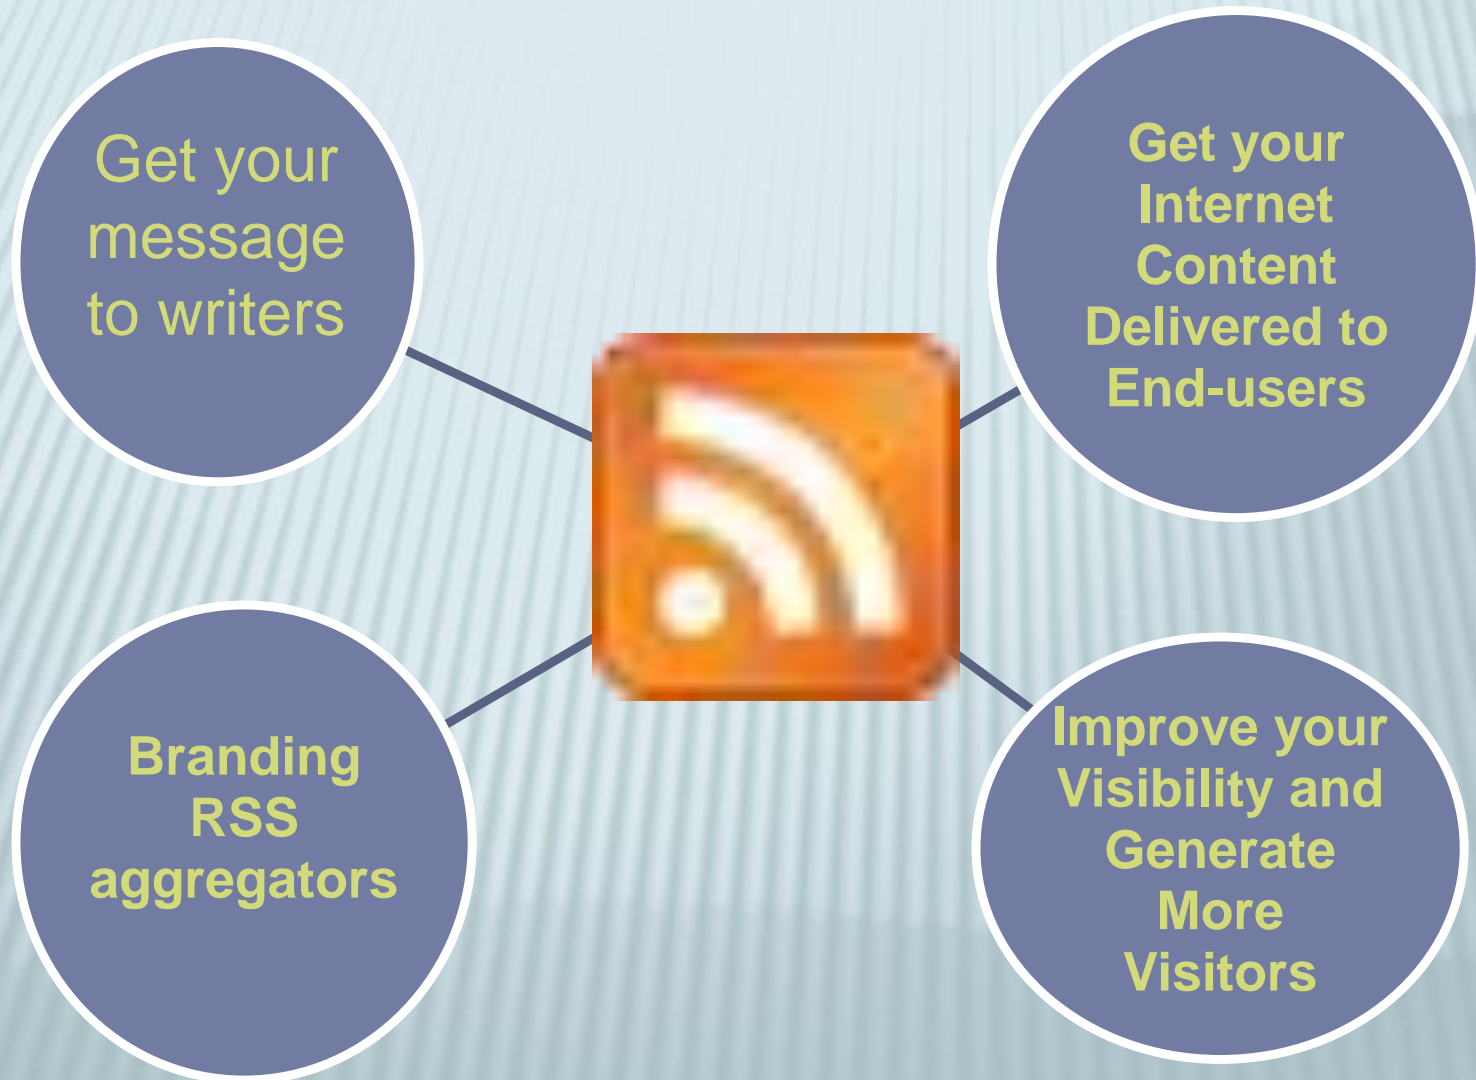 Get your
message
to writers
Get your
Internet
Content
Delivered to
End-users
Branding
RSS
aggregators
Improve your
Visibility and
Generate
More
Visitors